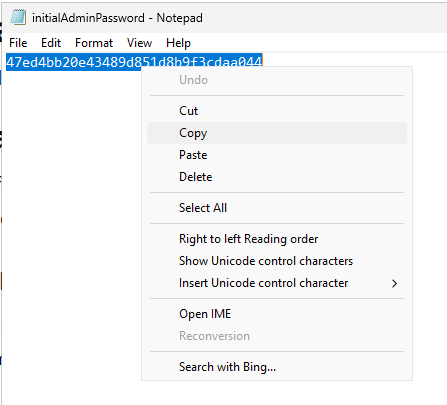 initialAdminPassword - Notepad
File Edit Format View Help
47ed4bb20e43489d851d8b9f3cdaa044
Undo
Cut
Copy
Paste
Delete
Select All
Right to left Reading order
Show Unicode control characters
Insert Unicode control character
Open IME
Reconversion
Search with Bing...